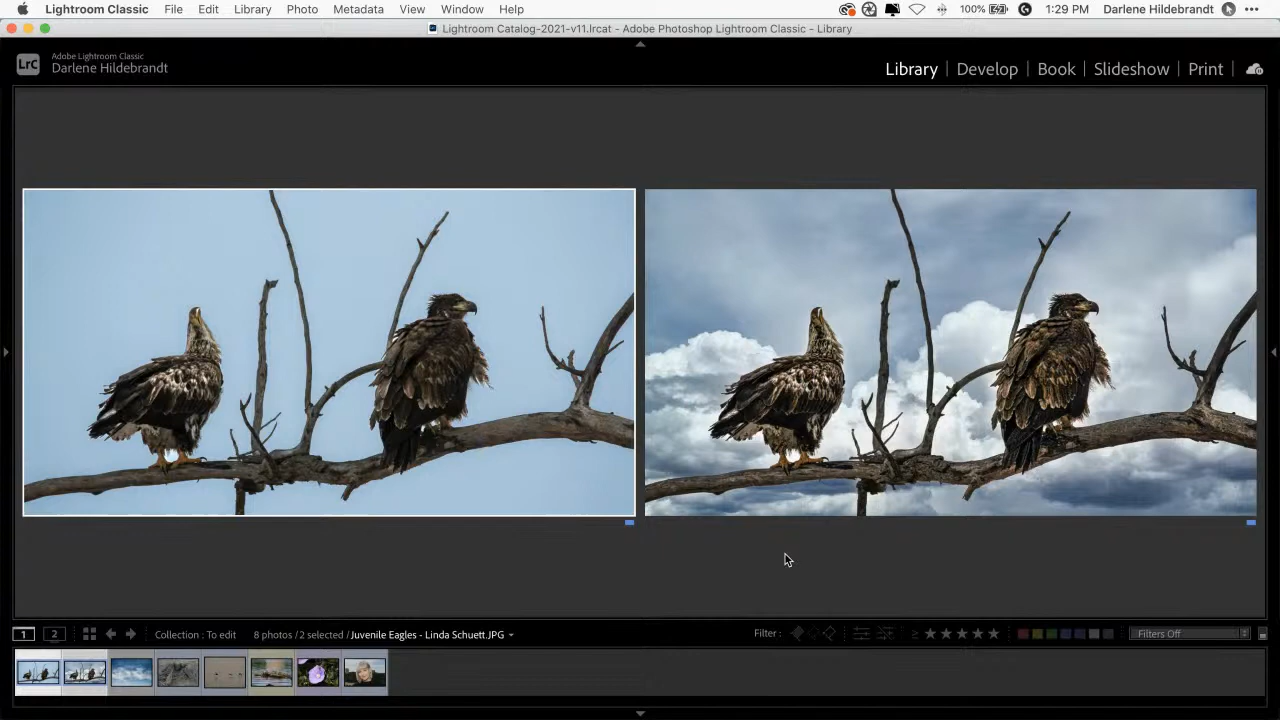 Lightroom Classic File Edit Library Photo Metadata View Window Help 100% 1:29 PM Darlene Hildebrandt
Lightroom Catalog-2021-v11.lrcat - Adobe Photoshop Lightroom Classic - Library
LrC
Adobe Lightroom Classic
Darlene Hildebrandt
Library Develop Book Slideshow Print
1 2 Collection : To edit 8 photos / 2 selected / Juvenile Eagles - Linda Schuett.JPG Filter : ≥ Filters Off